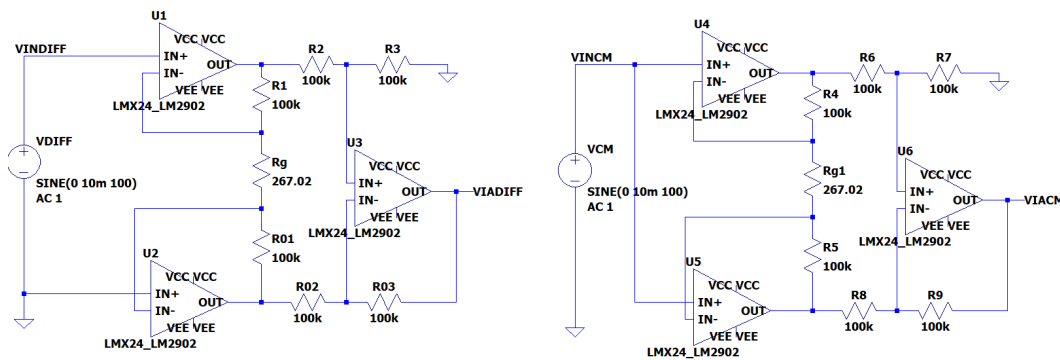 U1
VCC VCC
VINDIFF
IN+
IN-
OUT
VEE VEE
LMX24_LM2902
R2
100k
R3
100k
R1
100k
VDIFF
SINE(0 10m 100)
AC 1
Rg
267.02
U3
VCC VCC
IN+
IN-
OUT
VEE VEE
LMX24_LM2902
VIADIFF
R01
100k
U2
VCC VCC
IN+
IN-
OUT
VEE VEE
LMX24_LM2902
R02
100k
R03
100k
U4
VCC VCC
VINCM
IN+
IN-
OUT
VEE VEE
LMX24_LM2902
R6
100k
R7
100k
R4
100k
VCM
SINE(0 10m 100)
AC 1
Rg1
267.02
U6
VCC VCC
IN+
IN-
OUT
VEE VEE
LMX24_LM2902
VIACM
R5
100k
U5
VCC VCC
IN+
IN-
OUT
VEE VEE
LMX24_LM2902
R8
100k
R9
100k